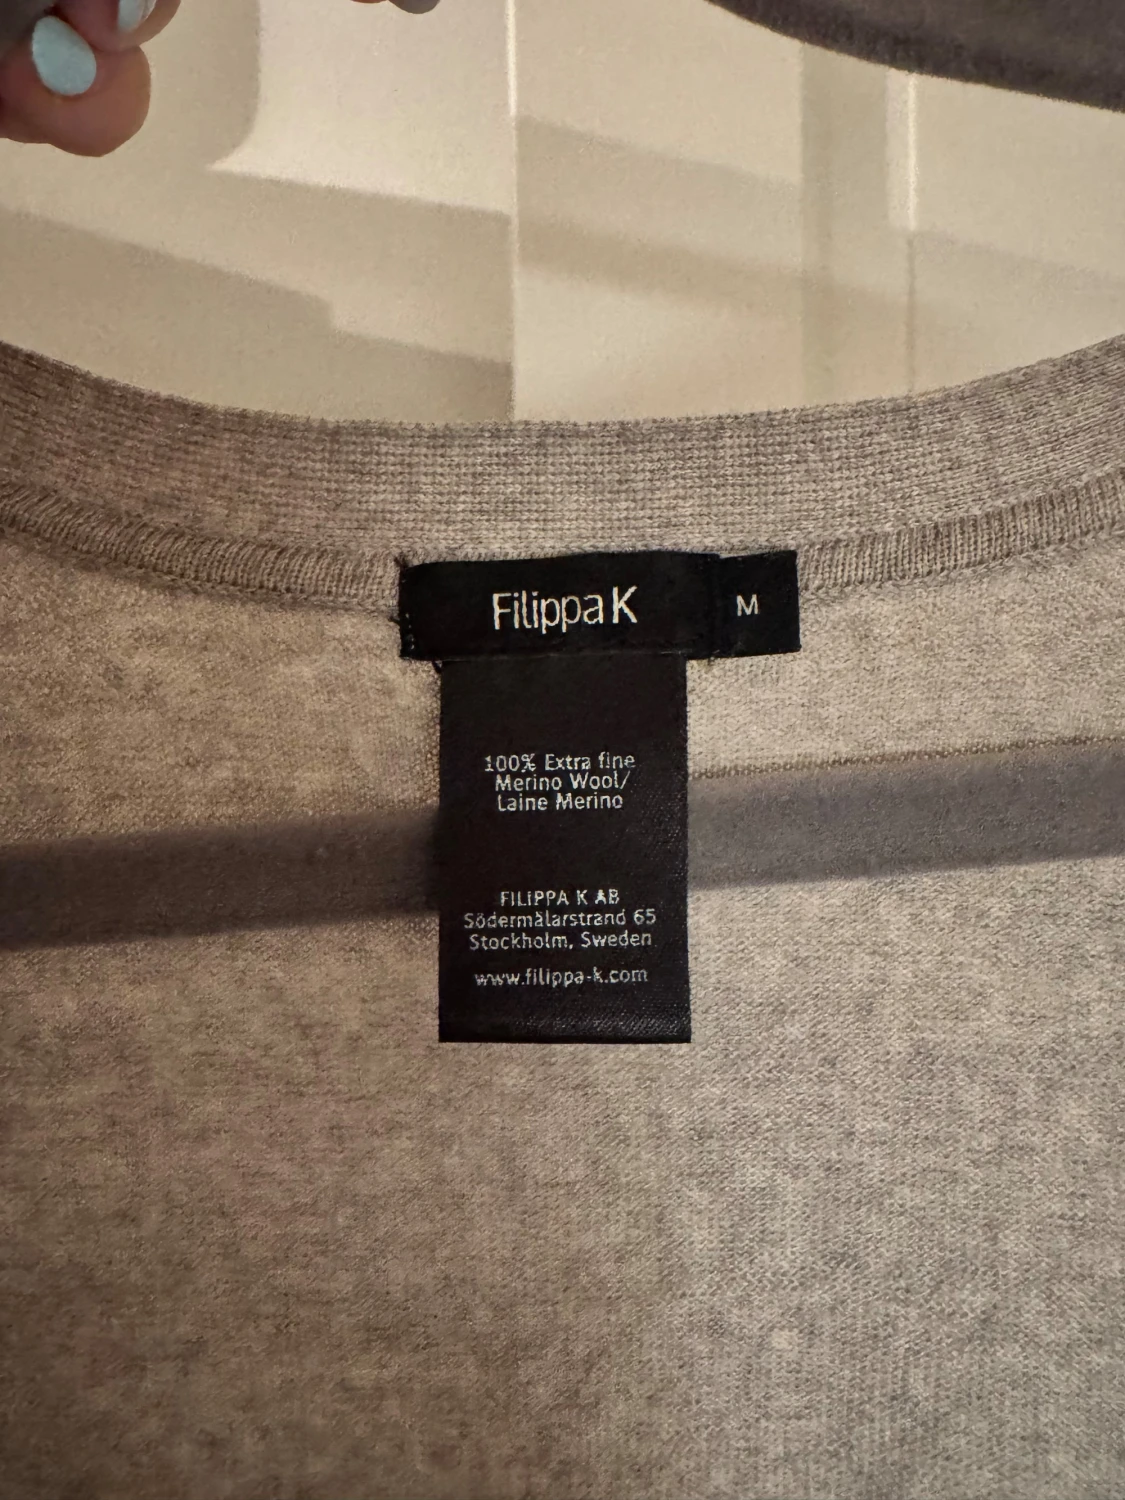 Filippa K
M
100% Extra fine
Merino Wool/
Laine Merino
FILIPPA K AB
Södermälarstrand 65
Stockholm, Sweden
www.filippa-k.com